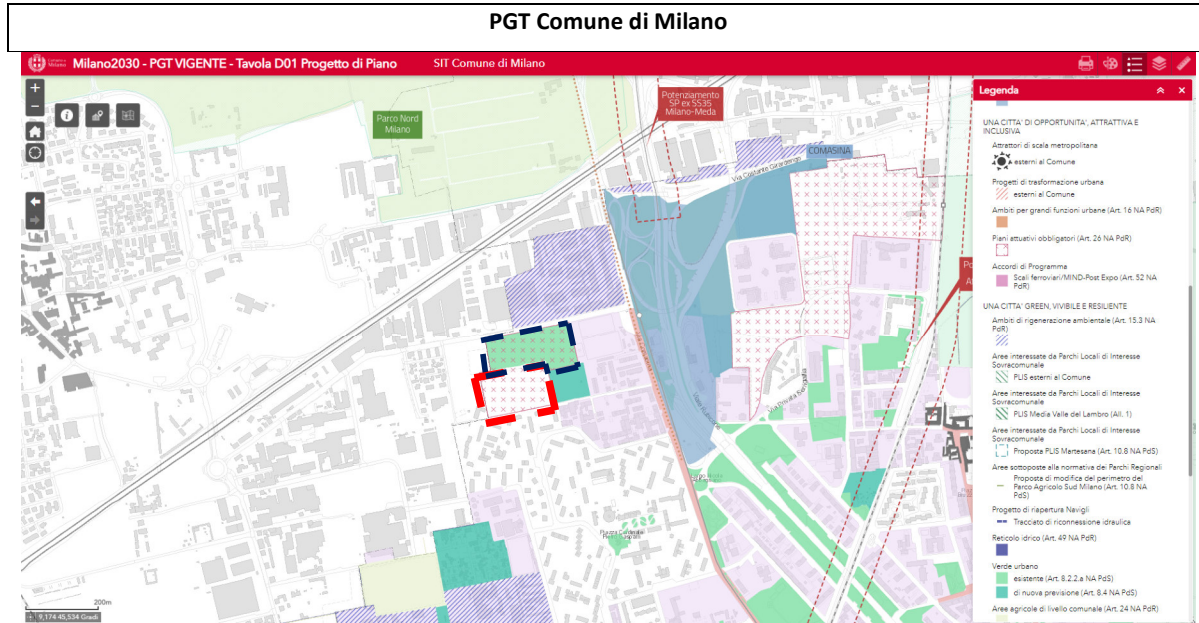 PGT Comune di Milano
Comune di
Milano
Milano2030 - PGT VIGENTE - Tavola D01 Progetto di Piano
SIT Comune di Milano
+
−
i
Parco Nord
Milano
Potenziamento
SP ex SS35
Milano-Meda
COMASINA
Via Costante Girardengo
Viale Rubicone
200m
9,174 45,534 Gradi
Legenda
UNA CITTA' DI OPPORTUNITA', ATTRATTIVA E
INCLUSIVA
Attrattori di scala metropolitana
esterni al Comune
Progetti di trasformazione urbana
esterni al Comune
Ambiti per grandi funzioni urbane (Art. 16 NA PdR)
Piani attuativi obbligatori (Art. 26 NA PdR)
Accordi di Programma
Scali ferroviari/MIND-Post Expo (Art. 52 NA
PdR)
UNA CITTA' GREEN, VIVIBILE E RESILIENTE
Ambiti di rigenerazione ambientale (Art. 15.3 NA
PdR)
Aree interessate da Parchi Locali di Interesse
Sovracomunale
PLIS esterni al Comune
Aree interessate da Parchi Locali di Interesse
Sovracomunale
PLIS Media Valle del Lambro (All. 1)
Aree interessate da Parchi Locali di Interesse
Sovracomunale
Proposta PLIS Martesana (Art. 10.8 NA PdS)
Aree sottoposte alla normativa dei Parchi Regionali
Proposta di modifica del perimetro del
Parco Agricolo Sud Milano (Art. 10.8 NA
PdS)
Progetto di riapertura Navigli
Tracciato di riconnessione idraulica
Reticolo idrico (Art. 49 NA PdR)
Verde urbano
esistente (Art. 8.2.2.a NA PdS)
di nuova previsione (Art. 8.4 NA PdS)
Aree agricole di livello comunale (Art. 24 NA PdR)